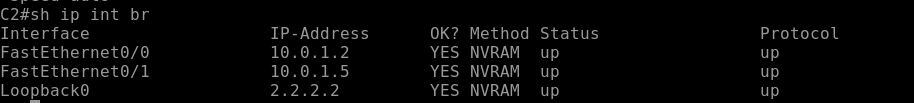 C2#sh ip int br
Interface                  IP-Address      OK? Method Status                Protocol
FastEthernet0/0            10.0.1.2        YES NVRAM  up                    up
FastEthernet0/1            10.0.1.5        YES NVRAM  up                    up
Loopback0                  2.2.2.2         YES NVRAM  up                    up